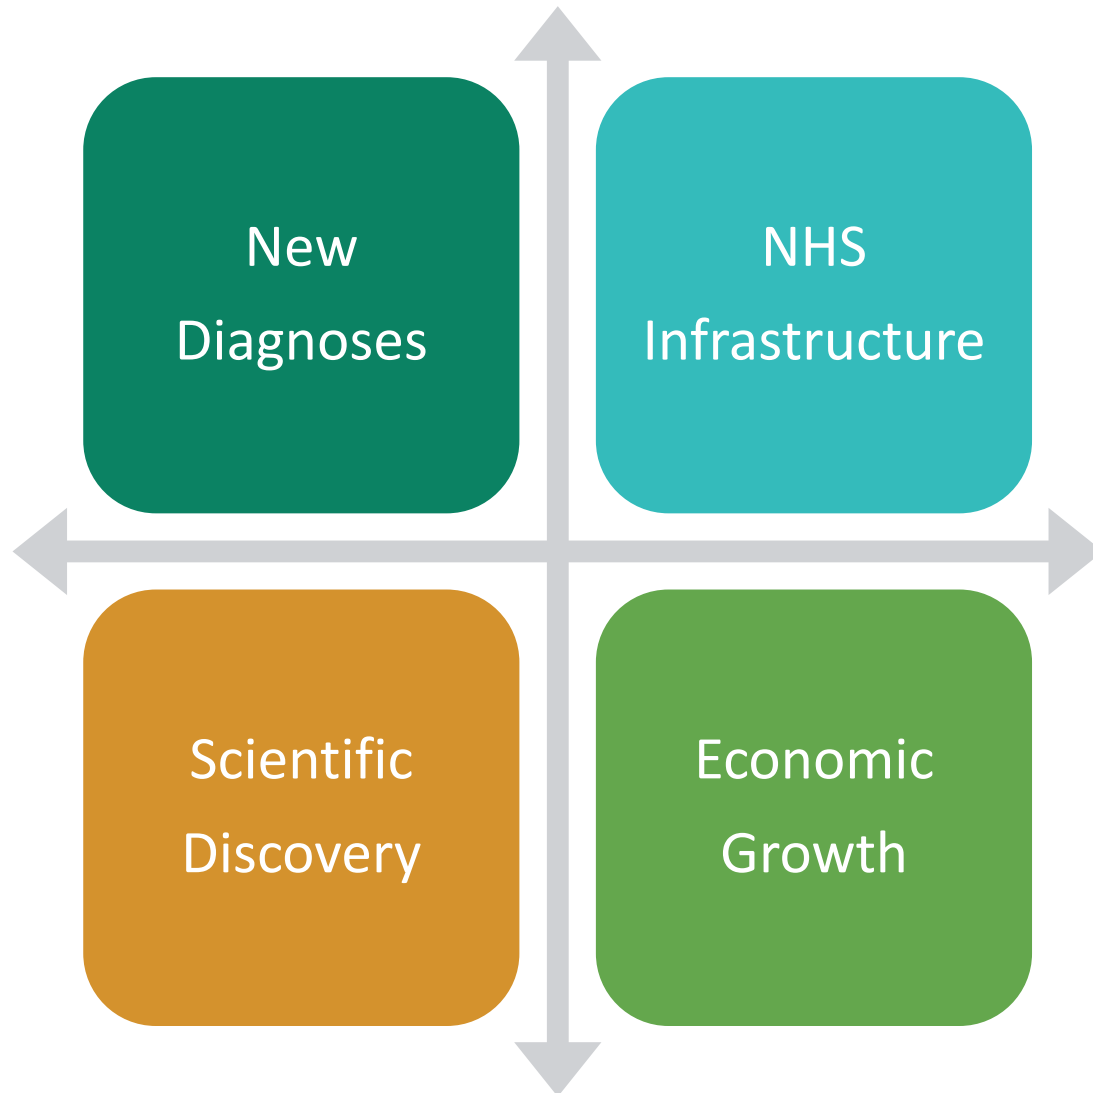 New
Diagnoses
NHS
Infrastructure
Scientific
Discovery
Economic
Growth